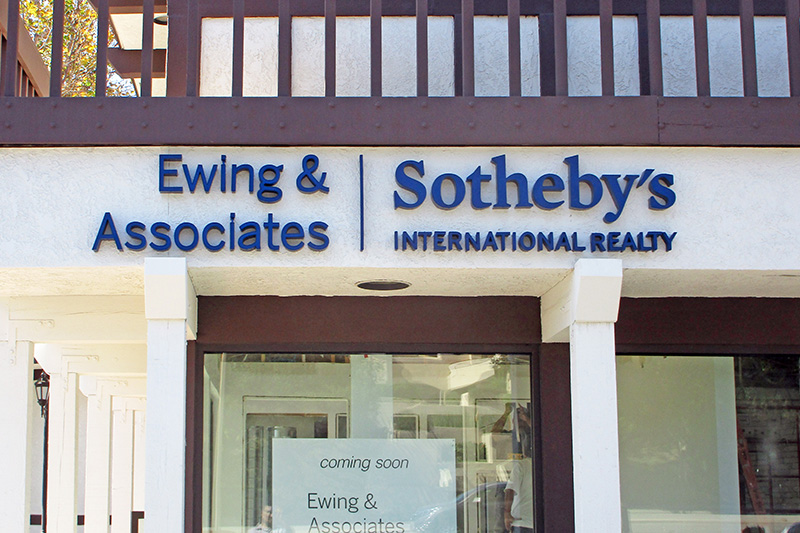 Ewing &
Associates
Sotheby's
INTERNATIONAL REALTY
coming soon
Ewing &
Associates